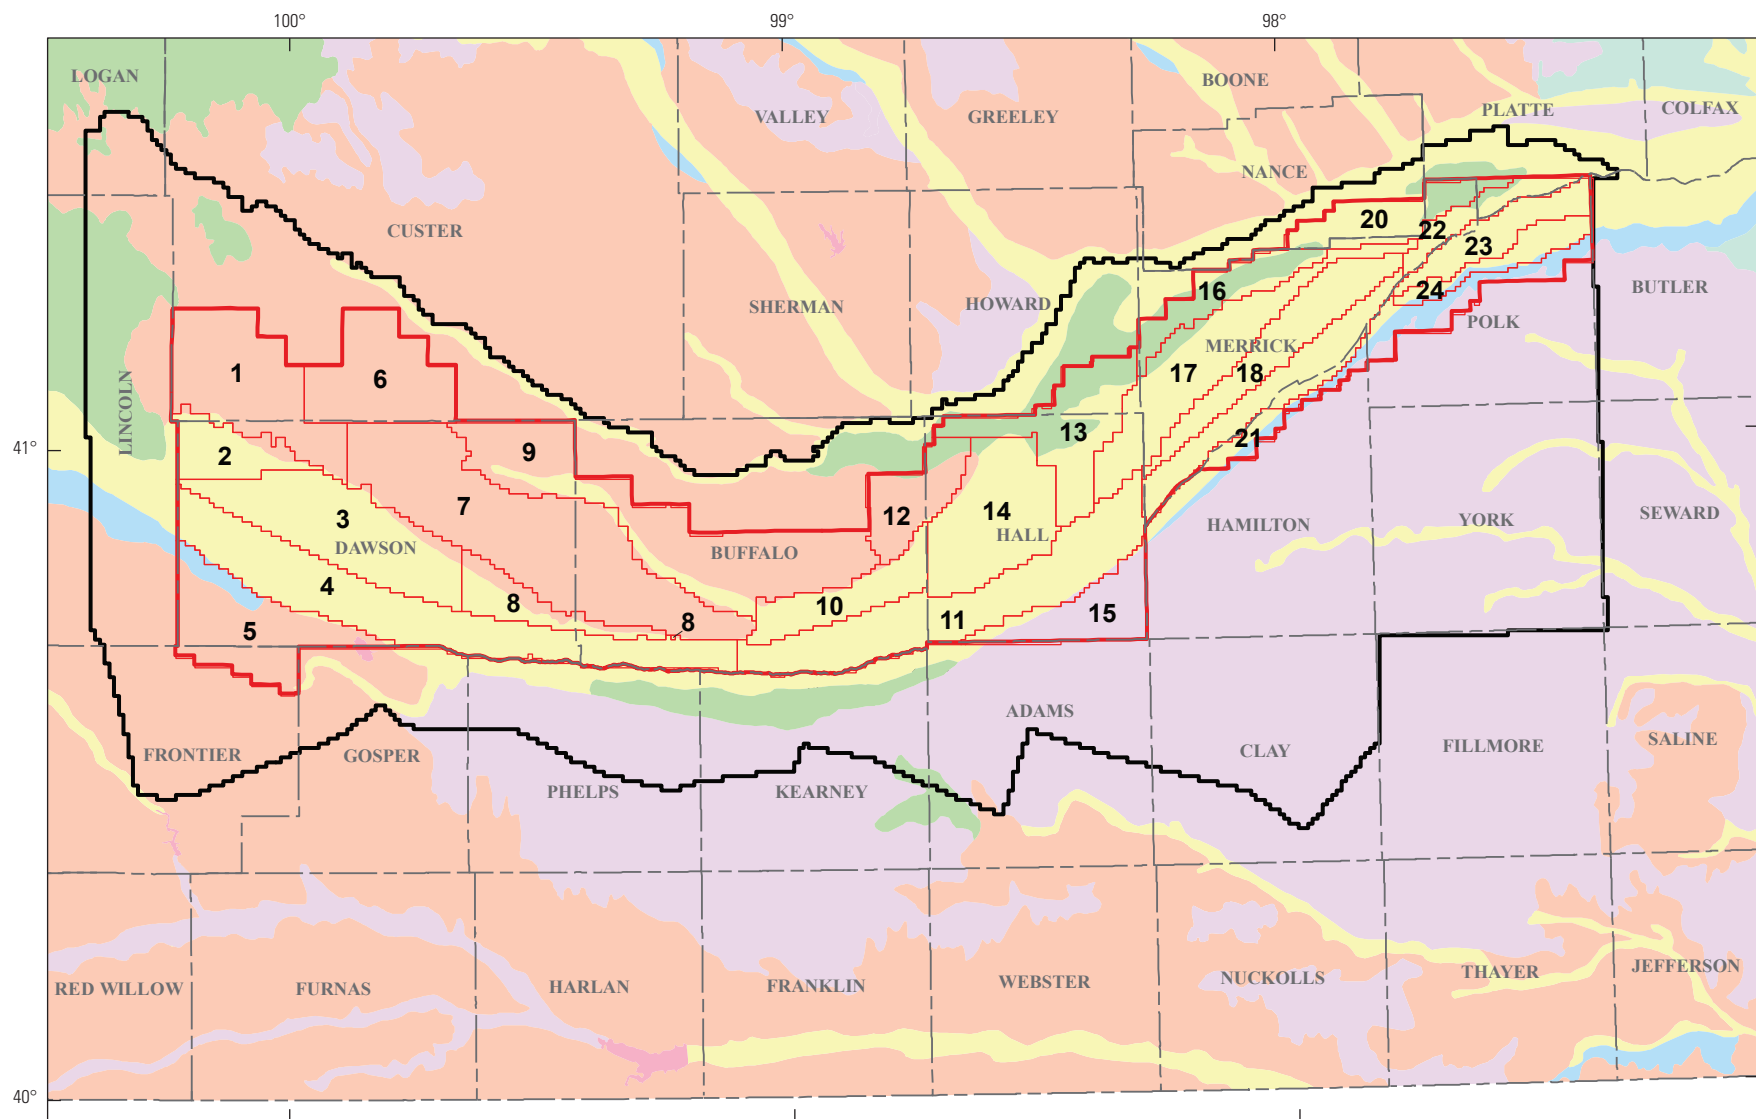 100° 99° 98°
LOGAN
BOONE
PLATTE
COLFAX
VALLEY
GREELEY
NANCE
CUSTER
20
22
23
SHERMAN
HOWARD
16
24
BUTLER
POLK
MERRICK
1
6
17
18
LINCOLN
13
21
41°
2
9
7
3
12
14
HALL
HAMILTON
YORK
SEWARD
DAWSON
BUFFALO
4
8
10
8
11
15
5
ADAMS
FRONTIER
GOSPER
CLAY
FILLMORE
SALINE
PHELPS
KEARNEY
RED WILLOW
FURNAS
HARLAN
FRANKLIN
WEBSTER
NUCKOLLS
THAYER
JEFFERSON
40°